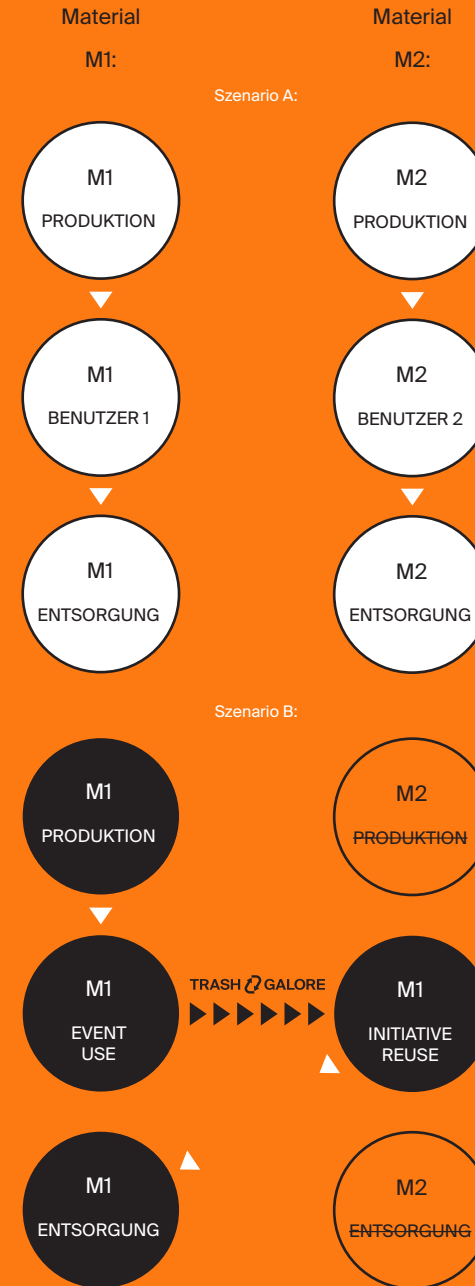 Material
M1:
Material
M2:
Szenario A:
M1
PRODUKTION
M2
PRODUKTION
M1
BENUTZER 1
M2
BENUTZER 2
M1
ENTSORGUNG
M2
ENTSORGUNG
Szenario B:
M1
PRODUKTION
M2
PRODUKTION
M1
EVENT
USE
TRASH GALORE
M1
INITIATIVE
REUSE
M1
ENTSORGUNG
M2
ENTSORGUNG